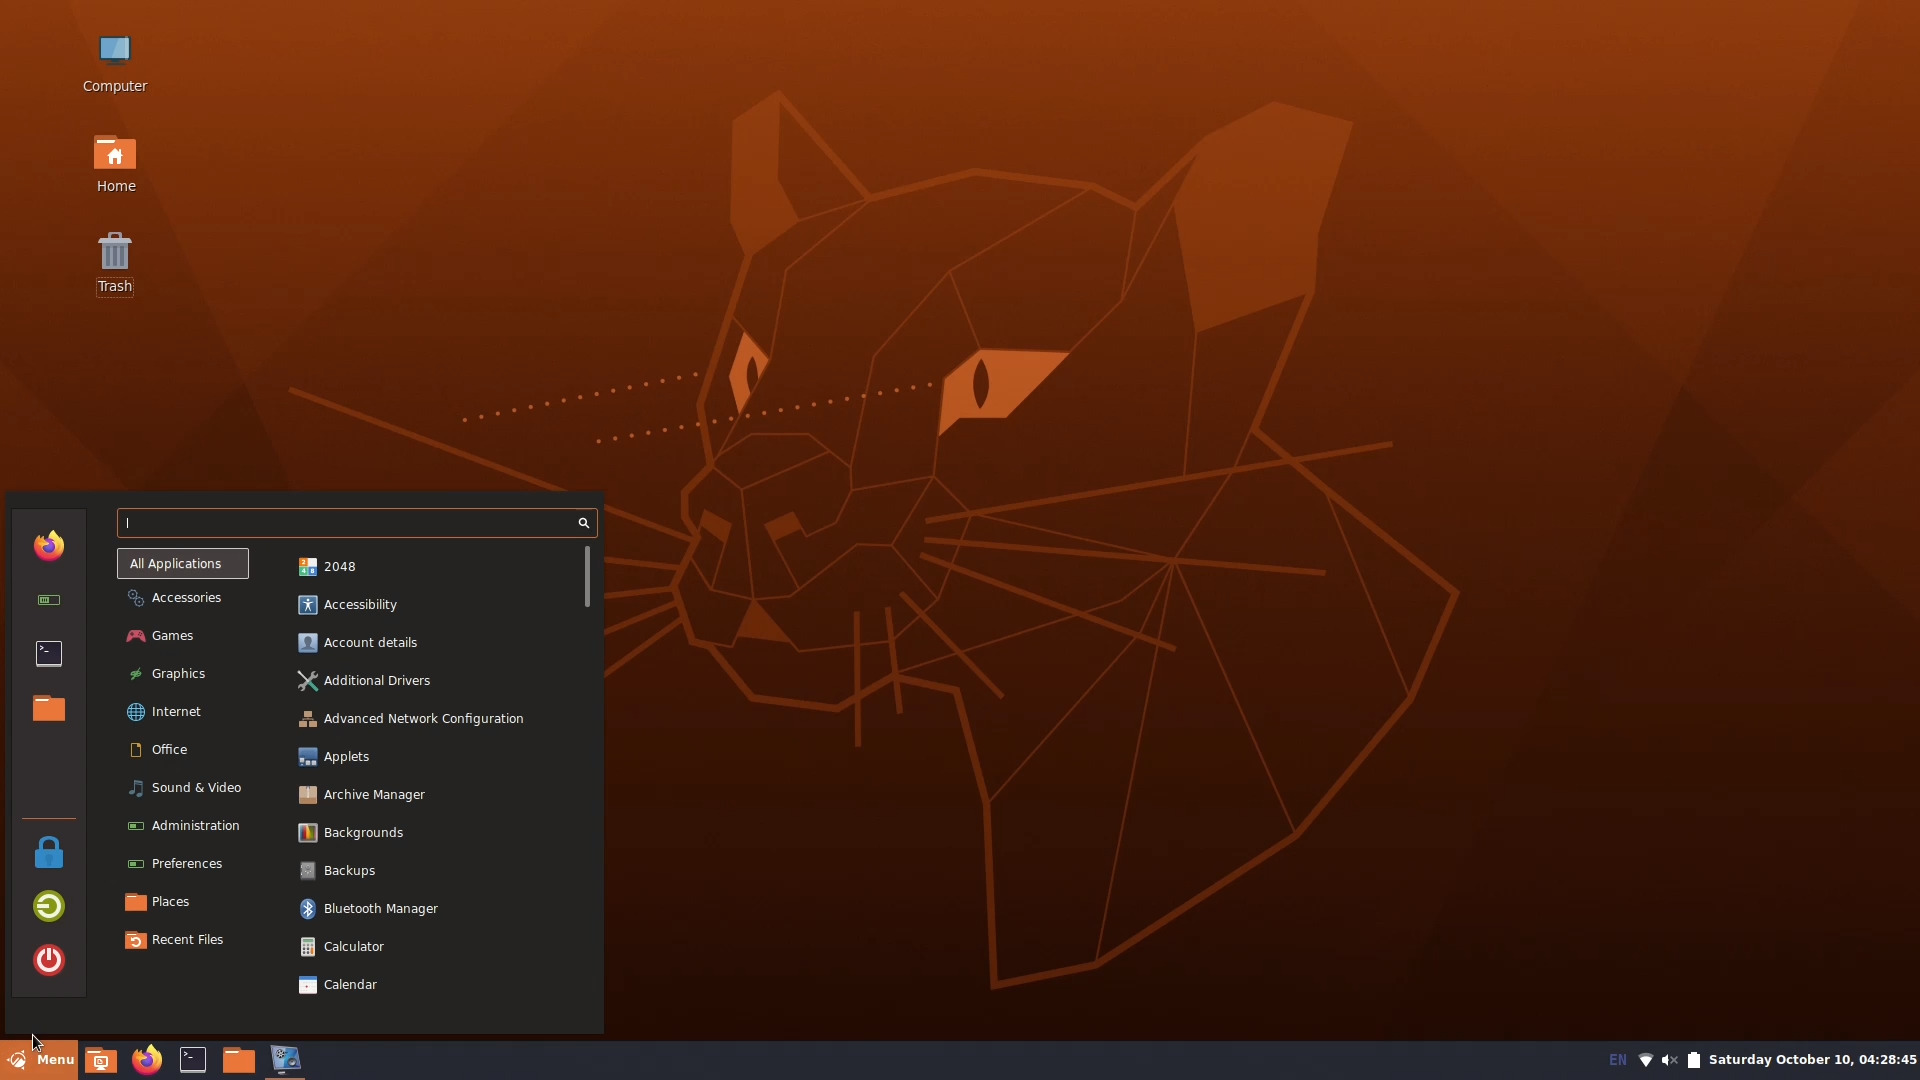 Computer
Home
Trash
All Applications
Accessories
Games
Graphics
Internet
Office
Sound & Video
Administration
Preferences
Places
Recent Files
2048
Accessibility
Account details
Additional Drivers
Advanced Network Configuration
Applets
Archive Manager
Backgrounds
Backups
Bluetooth Manager
Calculator
Calendar
Menu
EN
Saturday October 10, 04:28:45